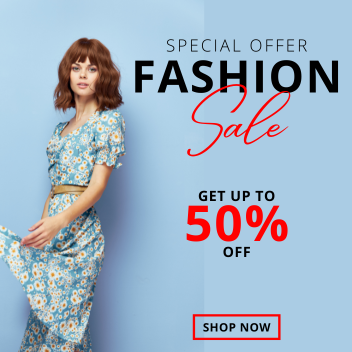 SPECIAL OFFER
FASHION
Sale
GET UP TO
50%
OFF
SHOP NOW